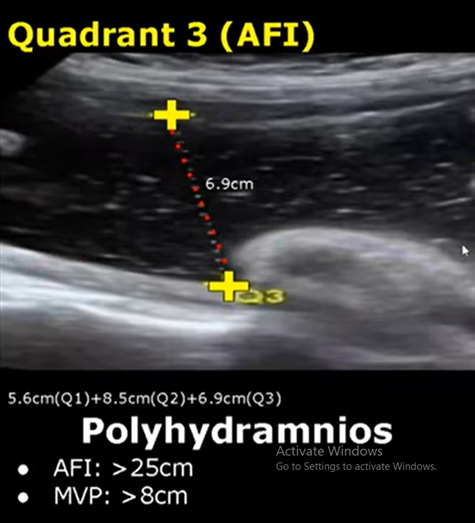 Quadrant 3 (AFI)
6.9cm
Q3
5.6cm(Q1)+8.5cm(Q2)+6.9cm(Q3)
Polyhydramnios
Activate Windows
• AFI: >25cm
Go to Settings to activate Windows.
• MVP: >8cm